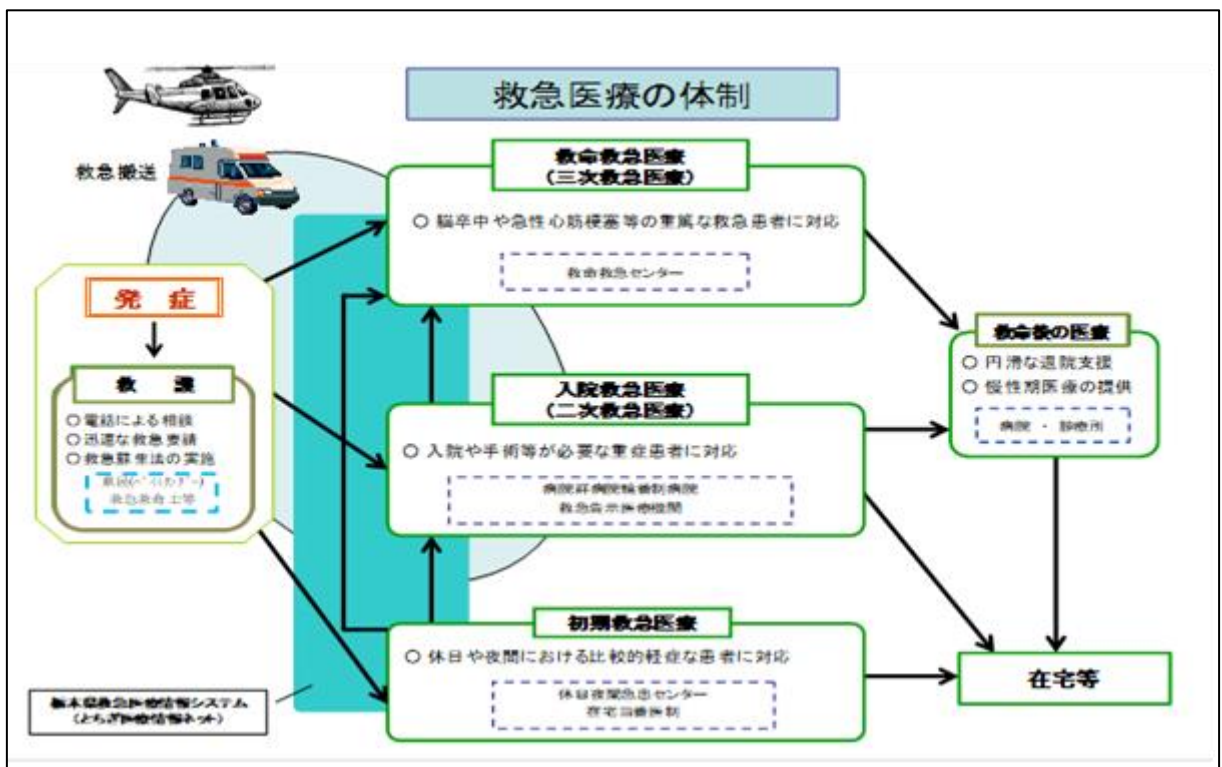 救急医療の体制
救急搬送
救命救急医療
（三次救急医療）
○ 脳卒中や急性心筋梗塞等の重篤な救急患者に対応
救命救急センター
発 症
救 護
○ 電話による相談
○ 迅速な救急要請
○ 救急蘇生法の実施
救急救命士等
入院救急医療
（二次救急医療）
○ 入院や手術等が必要な重症患者に対応
病院群病院輪番制病院
救急告示医療機関
救命後の医療
○ 円滑な退院支援
○ 慢性期医療の提供
病院 ・ 診療所
初期救急医療
○ 休日や夜間における比較的軽症な患者に対応
休日夜間急患センター
在宅当番医制
在宅等
栃木県救急医療情報システム
（とちぎ医療情報ネット）